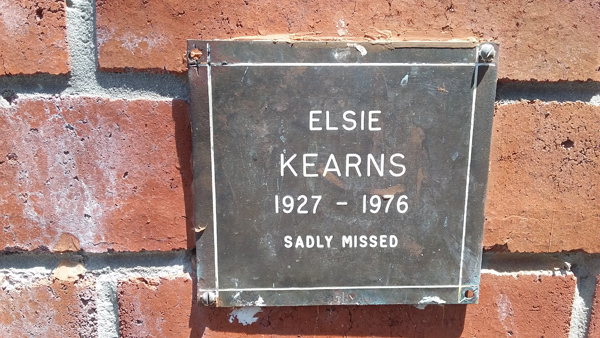 ELSIE
KEARNS
1927 - 1976
SADLY MISSED